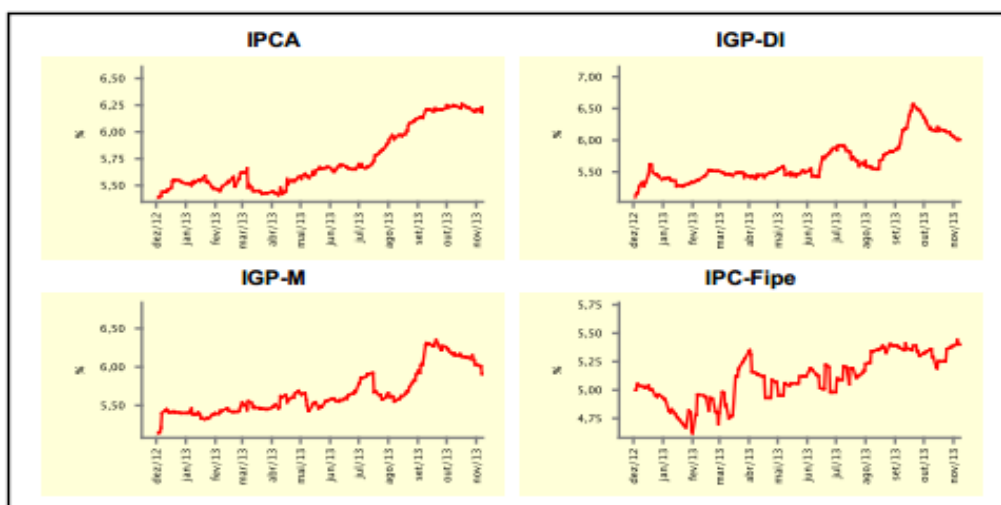 IPCA
%
6,50
6,25
6,00
5,75
5,50
dez/12
jan/13
fev/13
mar/13
abr/13
mai/13
jun/13
jul/13
ago/13
set/13
out/13
nov/13
IGP-DI
%
7,00
6,50
6,00
5,50
dez/12
jan/13
fev/13
mar/13
abr/13
mai/13
jun/13
jul/13
ago/13
set/13
out/13
nov/13
IGP-M
%
6,50
6,00
5,50
dez/12
jan/13
fev/13
mar/13
abr/13
mai/13
jun/13
jul/13
ago/13
set/13
out/13
nov/13
IPC-Fipe
%
5,75
5,50
5,25
5,00
4,75
dez/12
jan/13
fev/13
mar/13
abr/13
mai/13
jun/13
jul/13
ago/13
set/13
out/13
nov/13